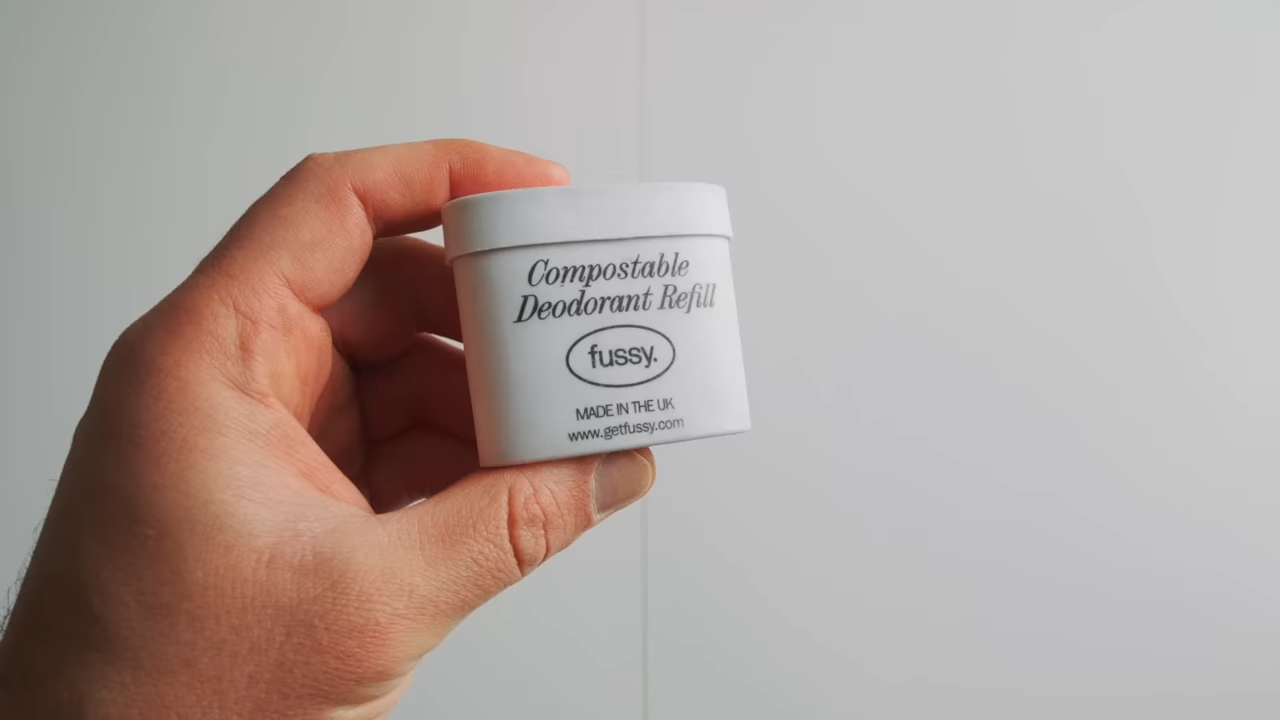 Compostable
Deodorant Refill
fussy.
MADE IN THE UK
www.getfussy.com